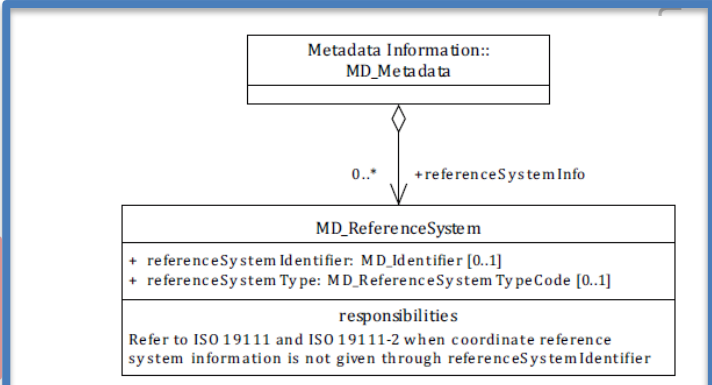 Metadata Information::
MD_Metadata
0..*
+referenceSystemInfo
MD_ReferenceSystem
+ referenceSystemIdentifier: MD_Identifier [0..1]
+ referenceSystemType: MD_ReferenceSystemTypeCode [0..1]
responsibilities
Refer to ISO 19111 and ISO 19111-2 when coordinate reference
system information is not given through referenceSystemIdentifier